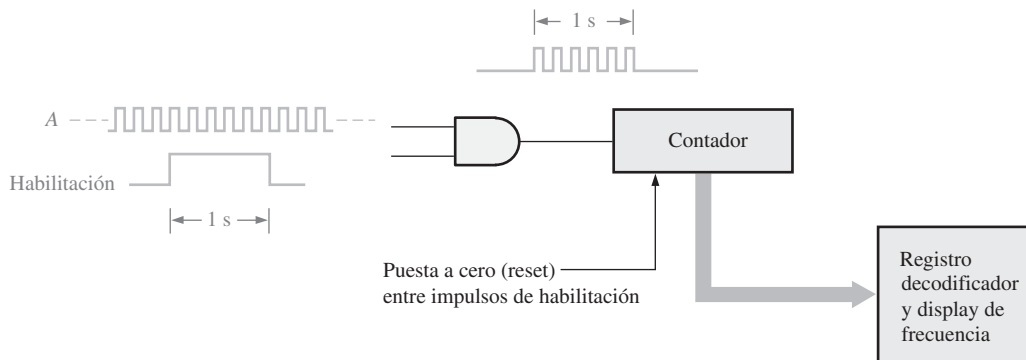 1 s
A
Habilitación
1 s
Contador
Puesta a cero (reset)
entre impulsos de habilitación
Registro
decodificador
y display de
frecuencia